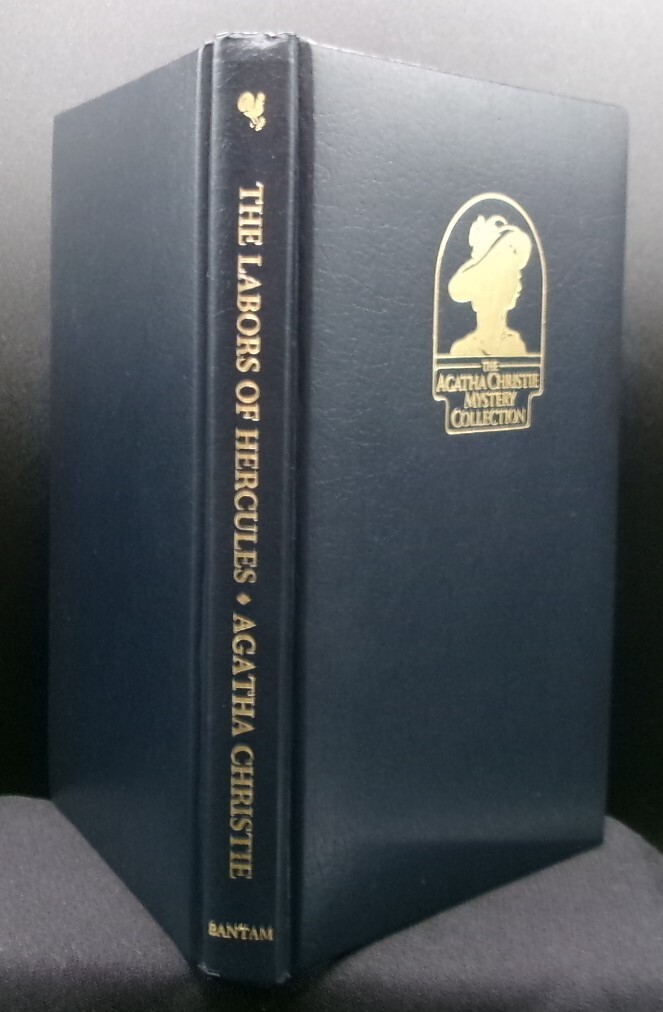 THE LABORS OF HERCULES • AGATHA CHRISTIE
BANTAM
THE
AGATHA CHRISTIE
MYSTERY
COLLECTION